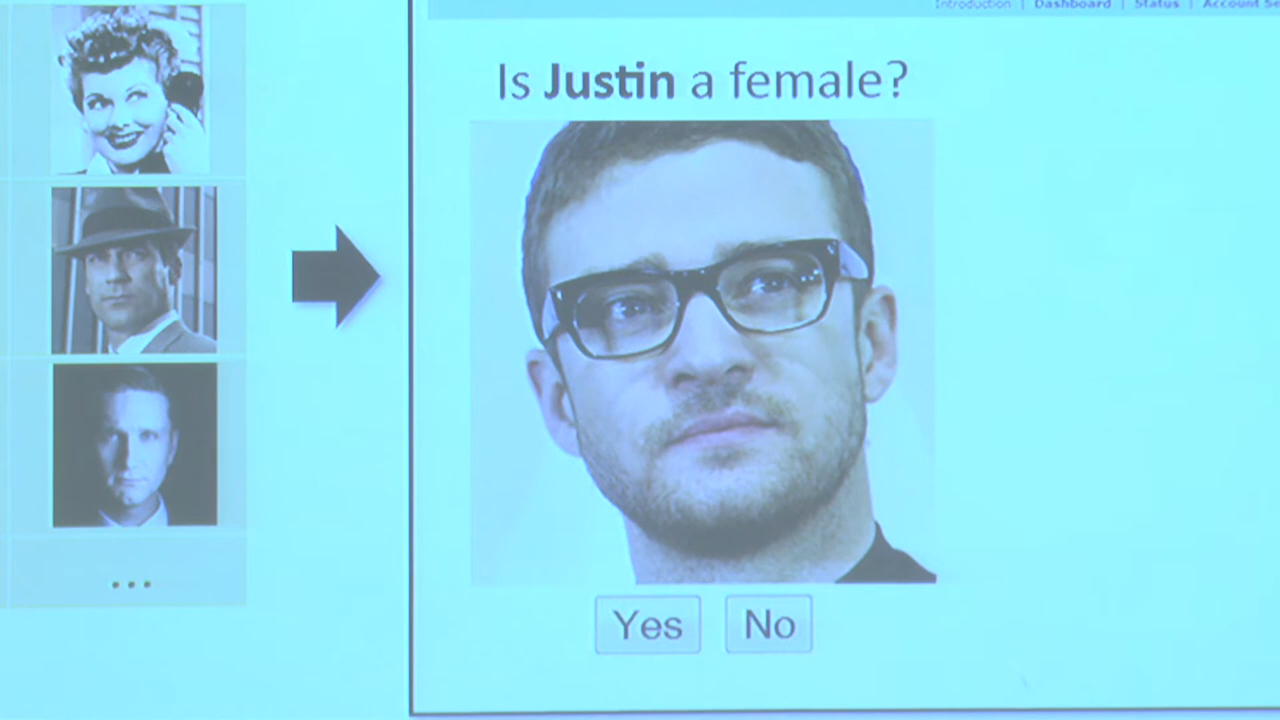 Introduction | Dashboard | Status | Account Se
Is Justin a female?
...
Yes No